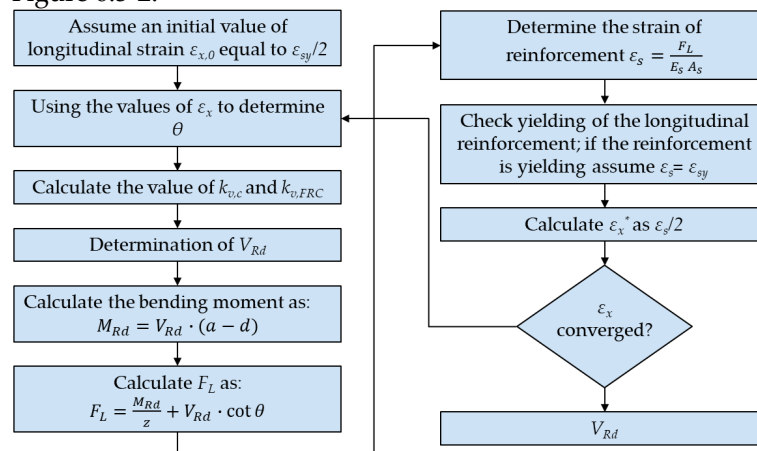 Assume an initial value of
longitudinal strain εx,0 equal to εsy/2
Using the values of εx to determine
θ
Calculate the value of kv,c and kv,FRC
Determination of VRd
Calculate the bending moment as:
MRd = VRd · (a − d)
Calculate FL as:
FL = MRd/z + VRd · cot θ
Determine the strain of
reinforcement εs = FL/Es As
Check yielding of the longitudinal
reinforcement; if the reinforcement
is yielding assume εs= εsy
Calculate εx* as εs/2
εx
converged?
VRd